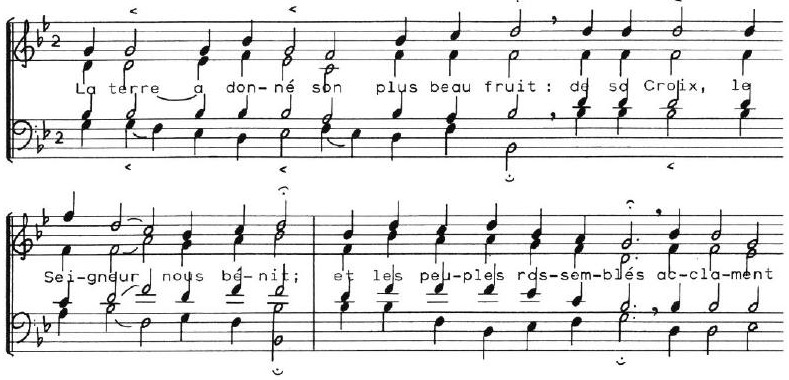 La terre a don-né son plus beau fruit : de sa Croix, le
Sei-gneur nous bé-nit; et les peu-ples ras-sem-blés ac-cla-ment